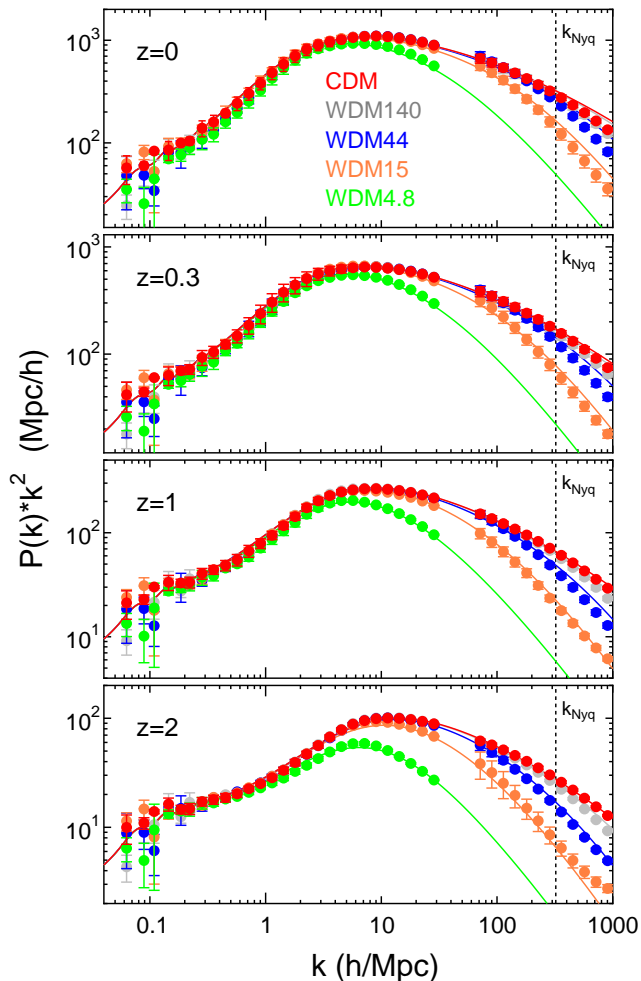 z=0
k_Nyq
CDM
WDM140
WDM44
WDM15
WDM4.8
10^3
10^2
z=0.3
k_Nyq
10^3
10^2
z=1
k_Nyq
10^2
10^1
z=2
k_Nyq
10^2
10^1
P(k)*k^2 (Mpc/h)
0.1 1 10 100 1000
k (h/Mpc)